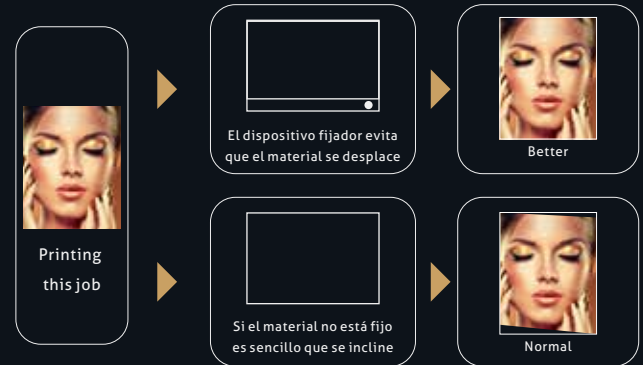 Printing
this job
El dispositivo fijador evita
que el material se desplace
Better
Si el material no está fijo
es sencillo que se incline
Normal